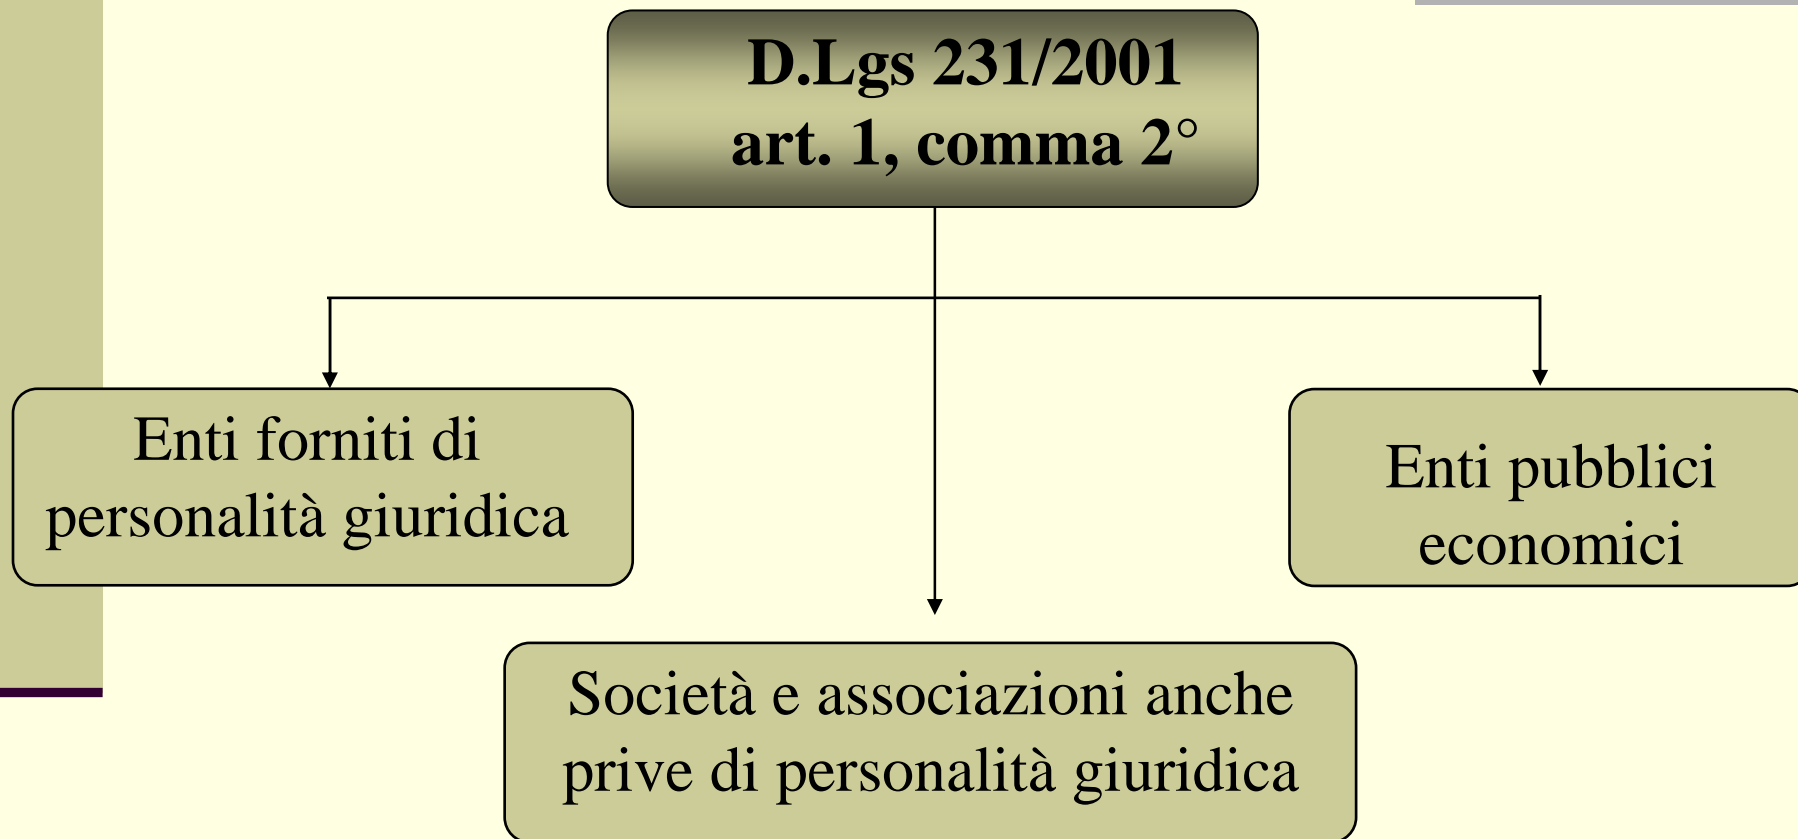 D.Lgs 231/2001
art. 1, comma 2°
Enti forniti di
personalità giuridica
Enti pubblici
economici
Società e associazioni anche
prive di personalità giuridica